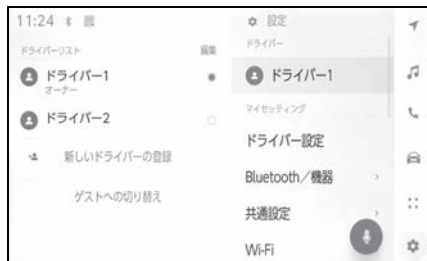 11:24
ドライバーリスト
編集
ドライバー1
オーナー
ドライバー2
新しいドライバーの登録
ゲストへの切り替え
設定
ドライバー
ドライバー1
マイセッティング
ドライバー設定
Bluetooth／機器
共通設定
Wi-Fi